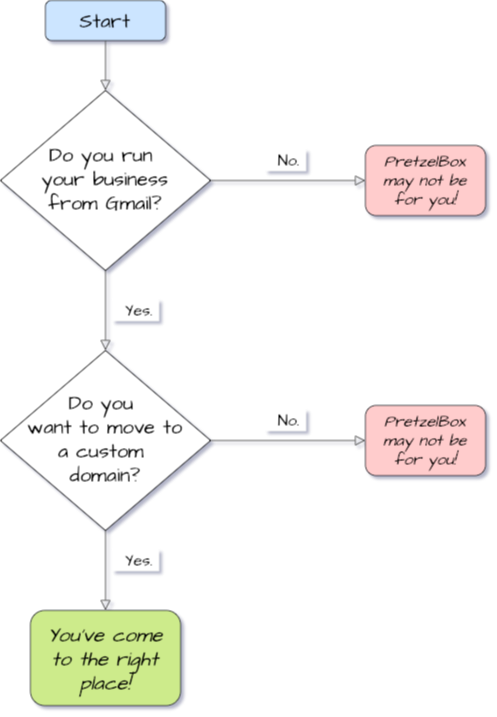 Start
Do you run
your business
from Gmail?
No.
PretzelBox
may not be
for you!
Yes.
Do you
want to move to
a custom
domain?
No.
PretzelBox
may not be
for you!
Yes.
You've come
to the right
place!